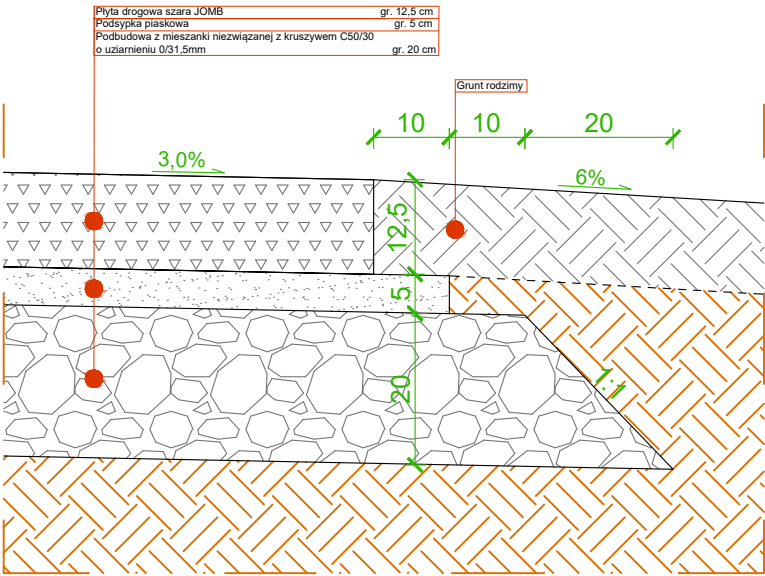 Płyta drogowa szara JOMB gr. 12,5 cm
Podsypka piaskowa gr. 5 cm
Podbudowa z mieszanki niezwiązanej z kruszywem C50/30
o uziarnieniu 0/31,5mm gr. 20 cm
Grunt rodzimy
10 10 20
3,0%
6%
12,5
5
20
1:1